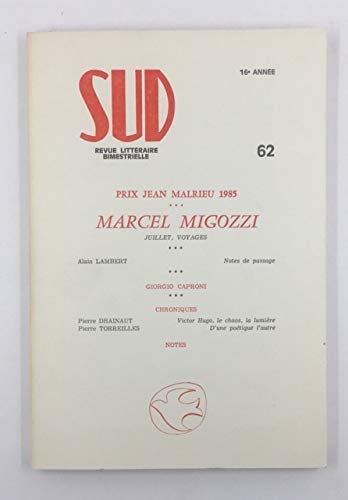 16e ANNÉE
SUD
REVUE LITTÉRAIRE
BIMESTRIELLE
62
PRIX JEAN MALRIEU 1985
***
MARCEL MIGOZZI
JUILLET, VOYAGES
***
Alain LAMBERT Notes de passage
***
GIORGIO CAPRONI
***
CHRONIQUES
Pierre DHAINAUT Victor Hugo, le chaos, la lumière
Pierre TORREILLES D'une poétique l'autre
NOTES